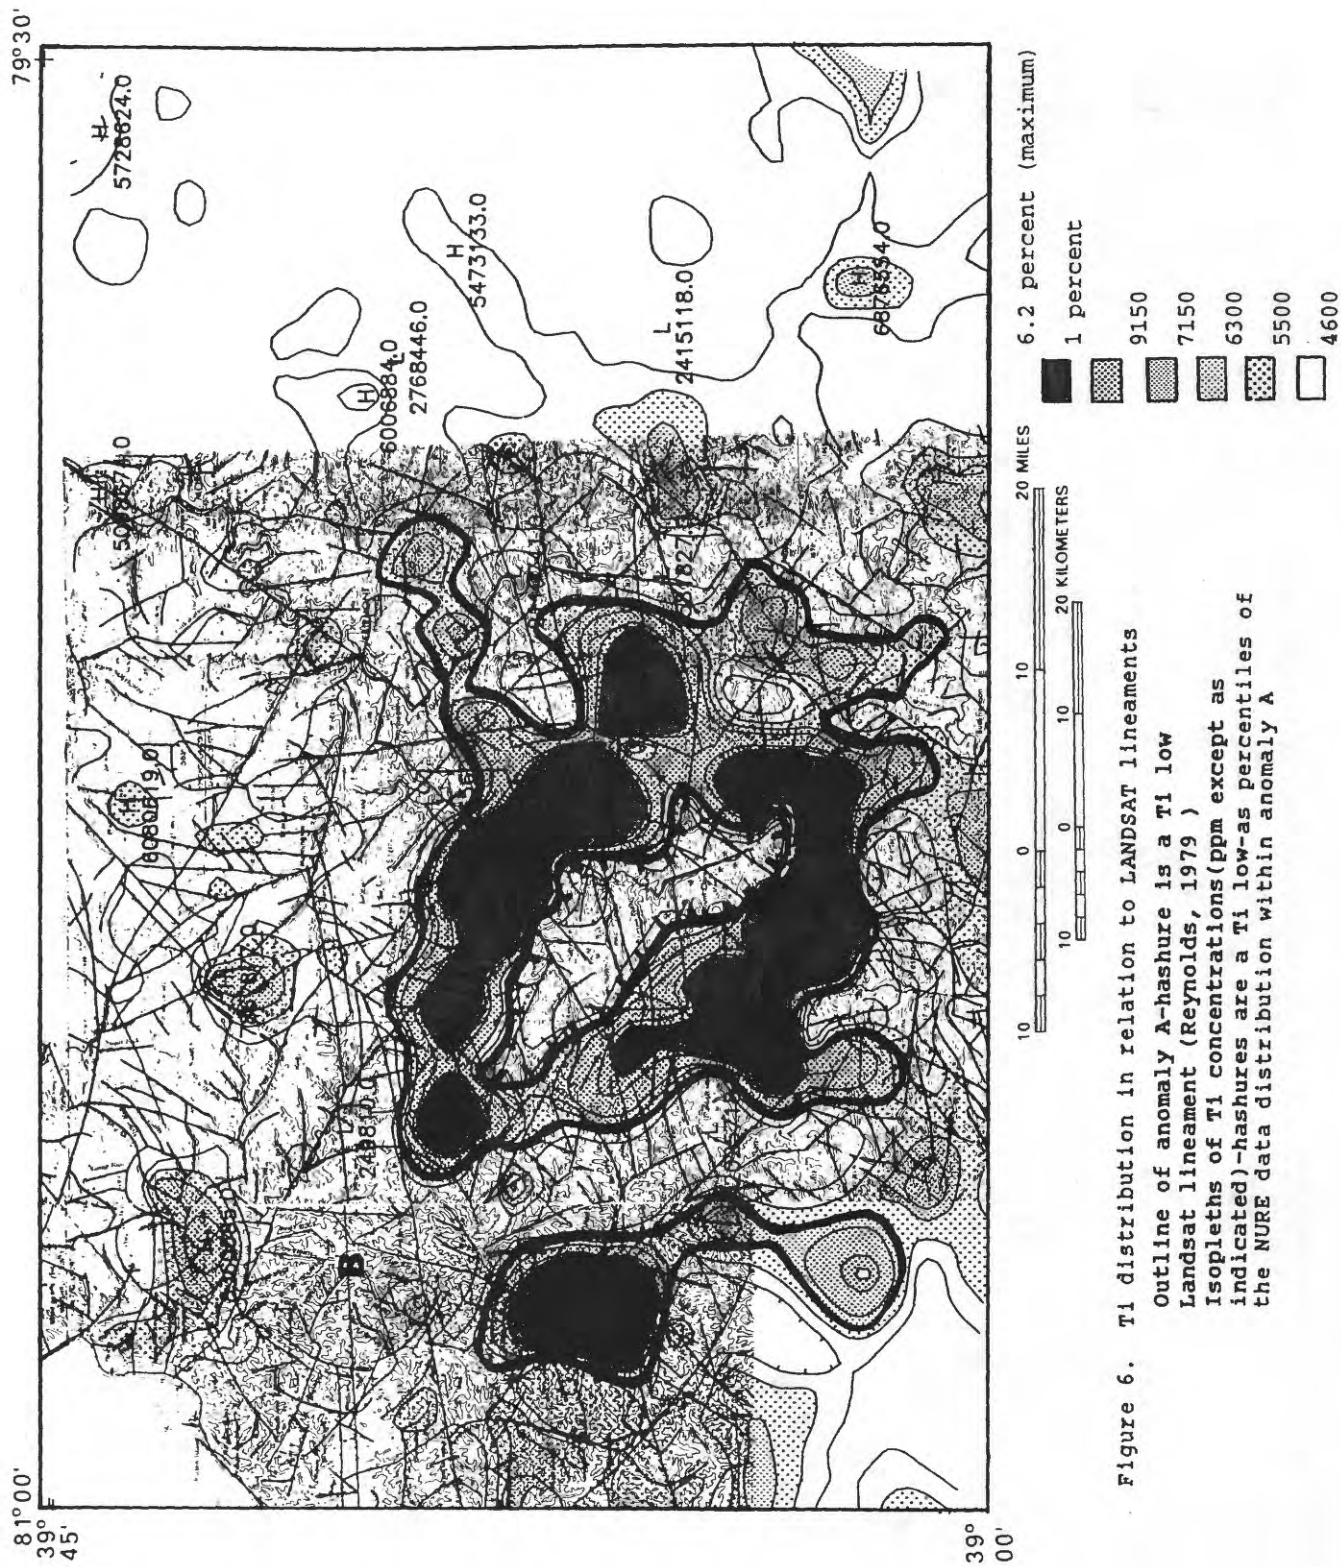 81°00'
79°30'
39°
45'
39°
00'
H
5728624.0
H
5473133.0
H
6006884.0
L
2768446.0
L
2415118.0
H
H
6080619.0
L
B
10 0 10 20 MILES
10 0 10 20 KILOMETERS
6.2 percent (maximum)
1 percent
9150
7150
6300
5500
4600
Figure 6. Ti distribution in relation to LANDSAT lineaments
Outline of anomaly A-hashure is a Ti low
Landsat lineament (Reynolds, 1979 )
Isopleths of Ti concentrations(ppm except as
indicated)-hashures are a Ti low-as percentiles of
the NURE data distribution within anomaly A